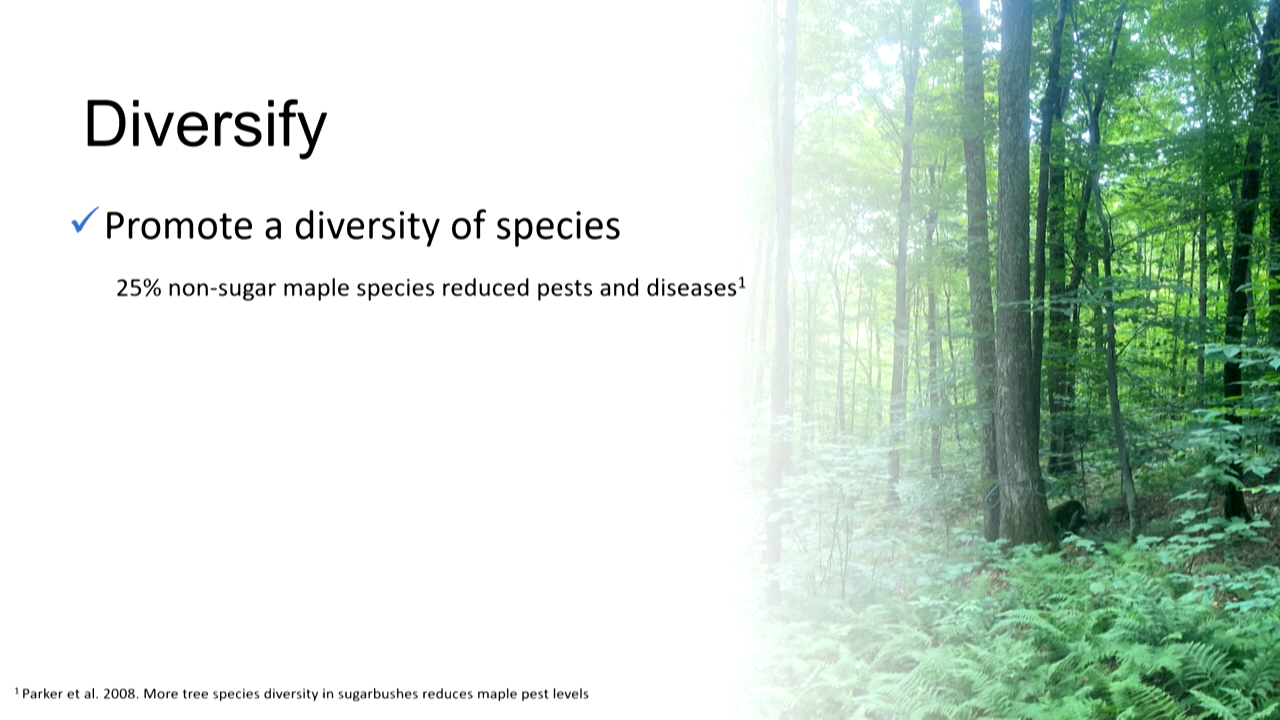 Diversify
✓Promote a diversity of species
25% non-sugar maple species reduced pests and diseases¹
¹ Parker et al. 2008. More tree species diversity in sugarbushes reduces maple pest levels